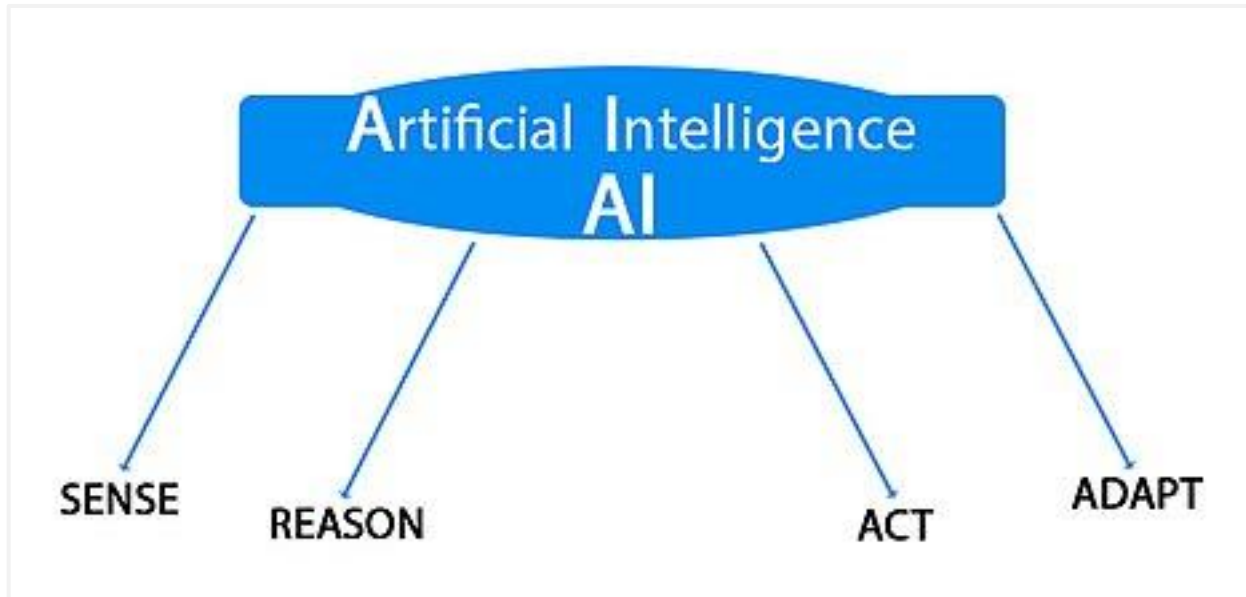 Artificial Intelligence
AI
SENSE
REASON
ACT
ADAPT